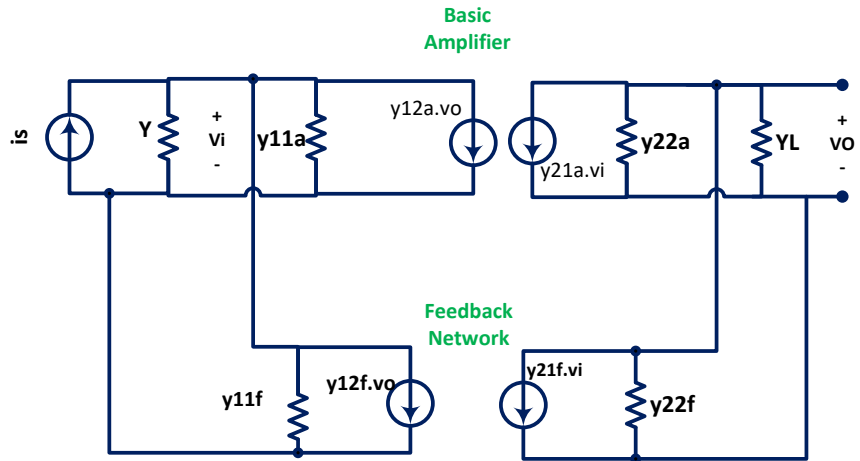 Basic
Amplifier
is
Y
+
Vi
-
y11a
y12a.vo
y21a.vi
y22a
YL
+
VO
-
Feedback
Network
y11f
y12f.vo
y21f.vi
y22f